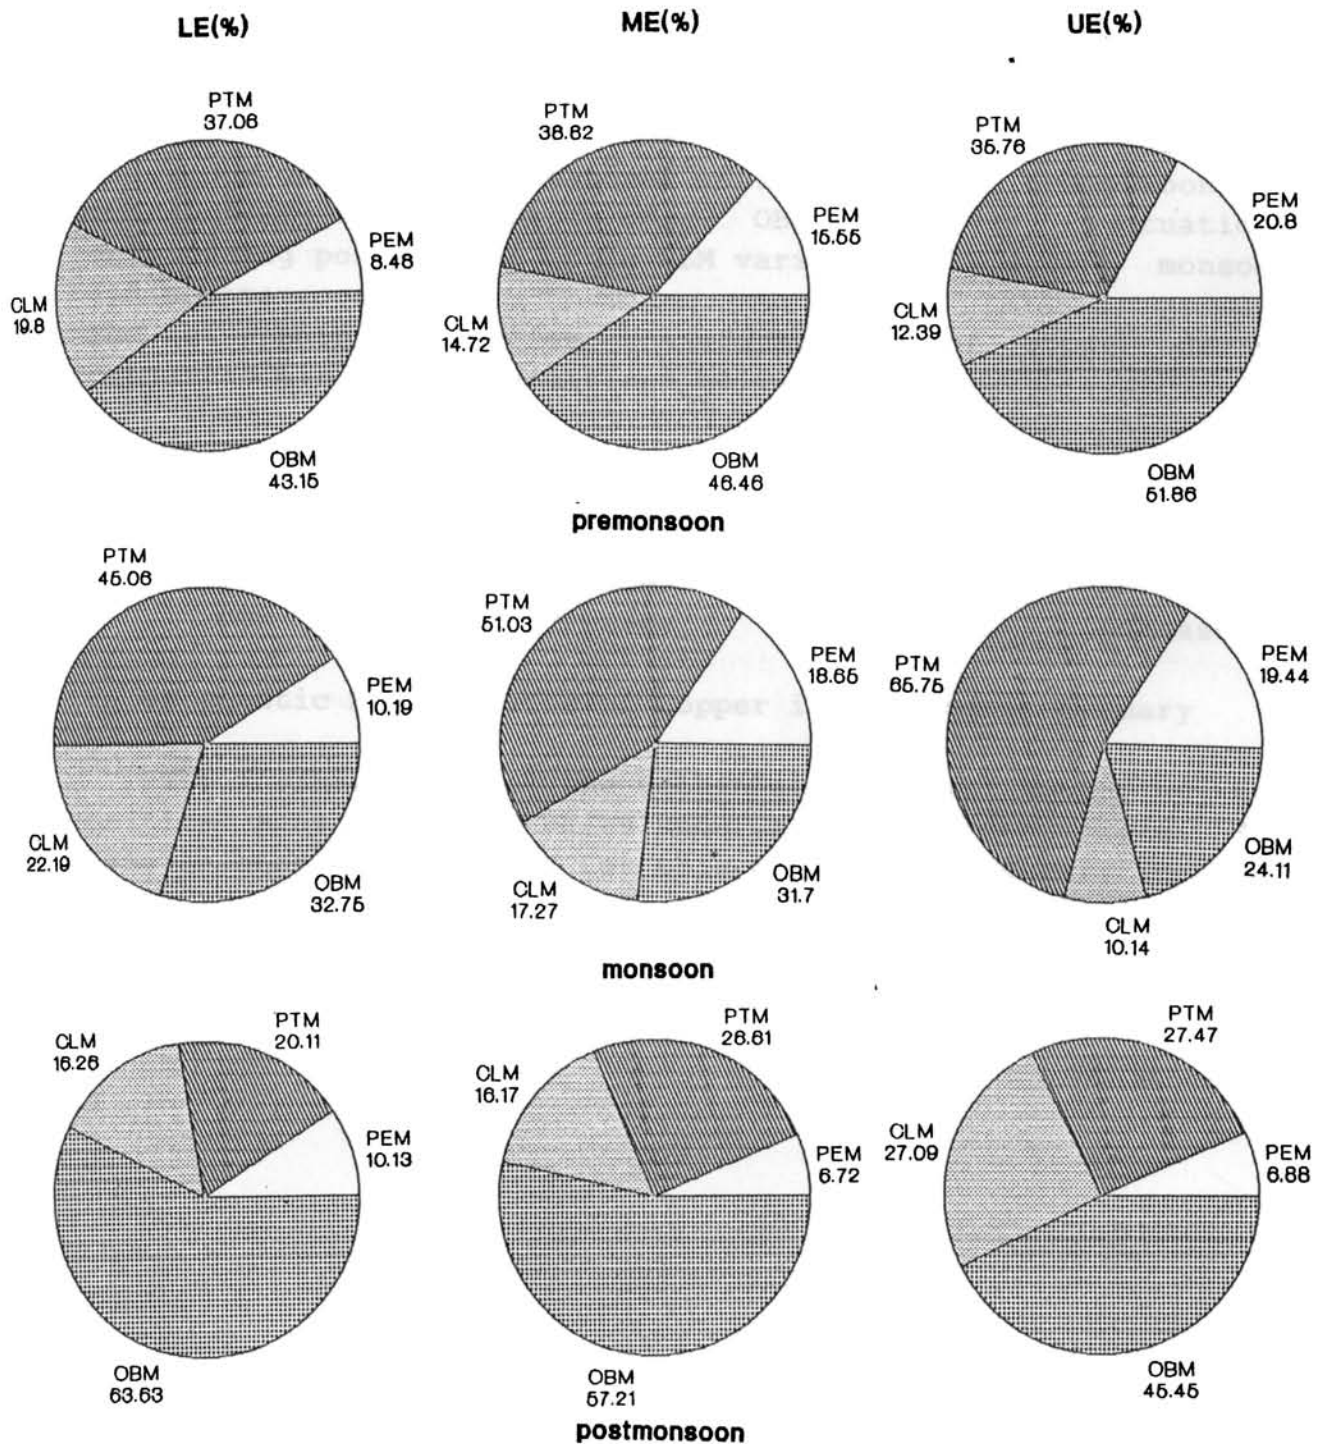 LE(%)
ME(%)
UE(%)
PTM
37.06
PEM
8.48
CLM
19.8
OBM
43.15
PTM
38.82
PEM
15.55
CLM
14.72
OBM
46.46
PTM
35.76
PEM
20.8
CLM
12.39
OBM
51.86
premonsoon
PTM
45.06
PEM
10.19
CLM
22.19
OBM
32.75
PTM
51.03
PEM
18.65
CLM
17.27
OBM
31.7
PTM
65.75
PEM
19.44
OBM
24.11
CLM
10.14
monsoon
CLM
16.26
PTM
20.11
PEM
10.13
OBM
63.63
CLM
16.17
PTM
26.61
PEM
6.72
OBM
57.21
PTM
27.47
CLM
27.09
PEM
6.88
OBM
45.45
postmonsoon